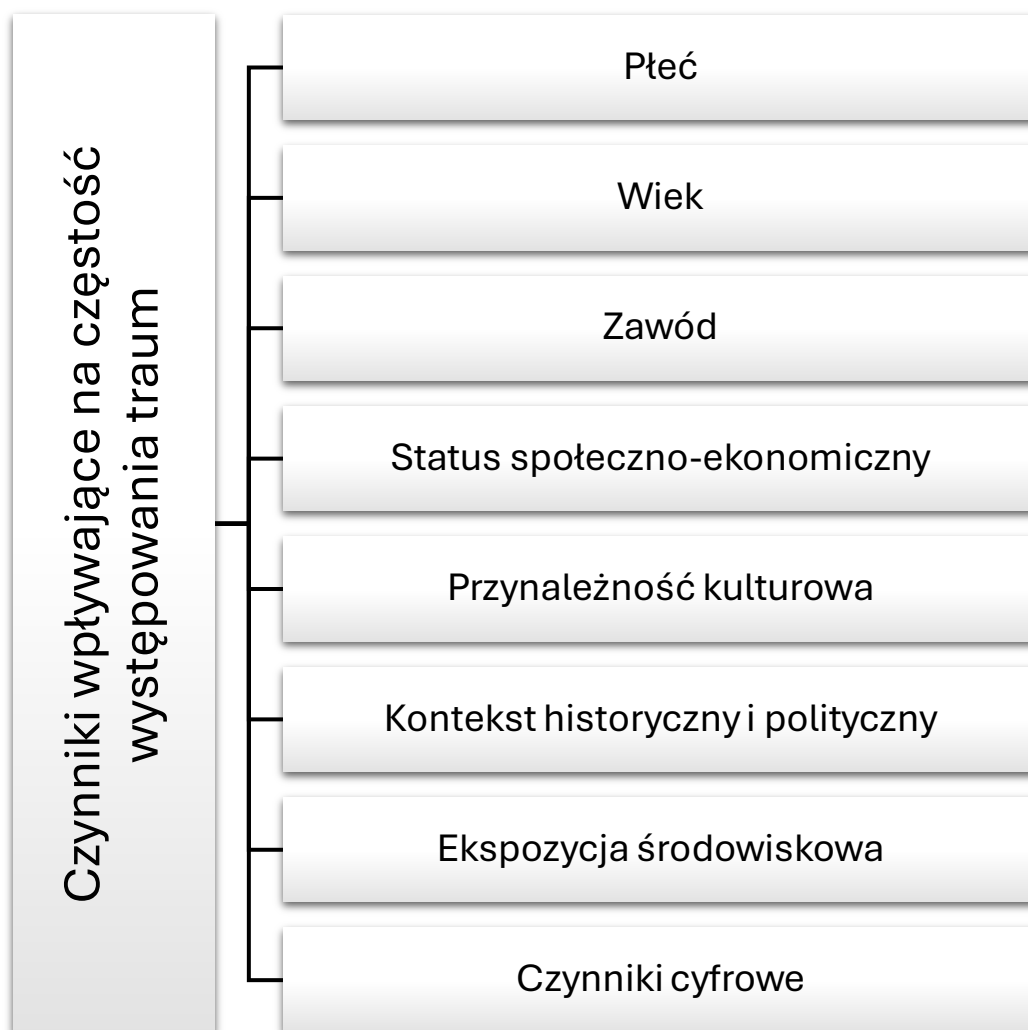 Czynniki wpływające na częstość
występowania traum
Płeć
Wiek
Zawód
Status społeczno-ekonomiczny
Przynależność kulturowa
Kontekst historyczny i polityczny
Ekspozycja środowiskowa
Czynniki cyfrowe